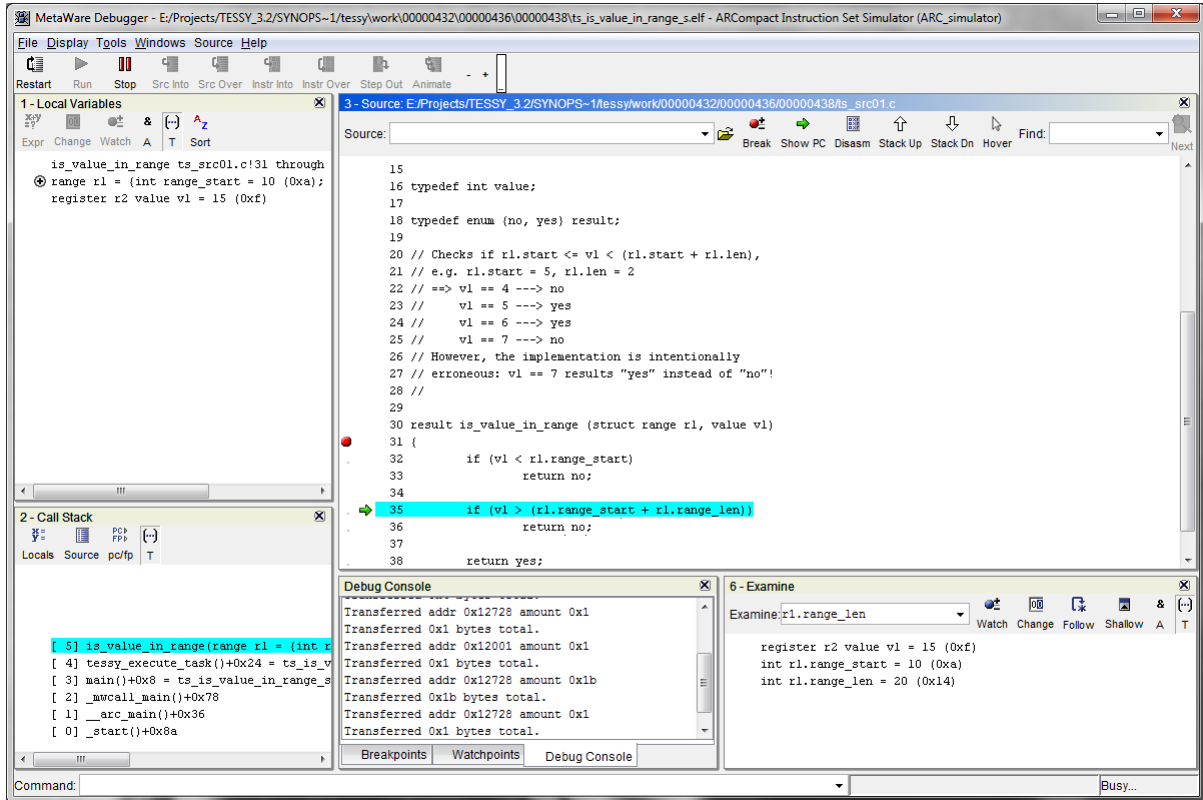 MetaWare Debugger - E:/Projects/TESSY_3.2/SYNOPS~1/tessy\work\00000432\00000436\00000438\ts_is_value_in_range_s.elf - ARCompact Instruction Set Simulator (ARC_simulator)
File Display Tools Windows Source Help
Restart Run Stop Src Into Src Over Instr Into Instr Over Step Out Animate - +
1 - Local Variables
Expr Change Watch A T Sort
is_value_in_range ts_src01.c!31 through
range r1 = {int range_start = 10 (0xa);
register r2 value v1 = 15 (0xf)
2 - Call Stack
Locals Source pc/fp T
[ 5] is_value_in_range(range r1 = {int r
[ 4] tessy_execute_task()+0x24 = ts_is_v
[ 3] main()+0x8 = ts_is_value_in_range_s
[ 2] _mwcall_main()+0x78
[ 1] __arc_main()+0x36
[ 0] _start()+0x8a
3 - Source: E:/Projects/TESSY_3.2/SYNOPS~1/tessy/work/00000432/00000436/00000438/ts_src01.c
Source: Break Show PC Disasm Stack Up Stack Dn Hover Find: Next
15
16 typedef int value;
17
18 typedef enum {no, yes} result;
19
20 // Checks if r1.start <= v1 < (r1.start + r1.len),
21 // e.g. r1.start = 5, r1.len = 2
22 // ==> v1 == 4 ---> no
23 // v1 == 5 ---> yes
24 // v1 == 6 ---> yes
25 // v1 == 7 ---> no
26 // However, the implementation is intentionally
27 // erroneous: v1 == 7 results "yes" instead of "no"!
28 //
29
30 result is_value_in_range (struct range r1, value v1)
31 {
32 if (v1 < r1.range_start)
33 return no;
34
35 if (v1 > (r1.range_start + r1.range_len))
36 return no;
37
38 return yes;
Debug Console
Transferred addr 0x12728 amount 0x1
Transferred 0x1 bytes total.
Transferred addr 0x12001 amount 0x1
Transferred 0x1 bytes total.
Transferred addr 0x12728 amount 0x1b
Transferred 0x1b bytes total.
Transferred addr 0x12728 amount 0x1
Transferred 0x1 bytes total.
Breakpoints Watchpoints Debug Console
6 - Examine
Examine: r1.range_len Watch Change Follow Shallow A T
register r2 value v1 = 15 (0xf)
int r1.range_start = 10 (0xa)
int r1.range_len = 20 (0x14)
Command: Busy...